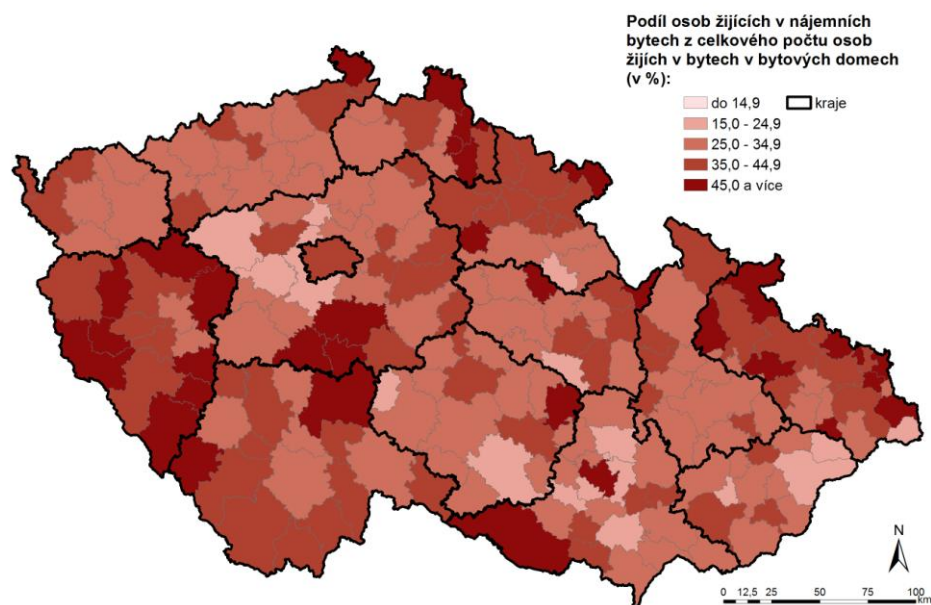 Podíl osob žijících v nájemních
bytech z celkového počtu osob
žijích v bytech v bytových domech
(v %):
do 14,9
kraje
15,0 - 24,9
25,0 - 34,9
35,0 - 44,9
45,0 a více
N
0 12,5 25 50 75 100
km